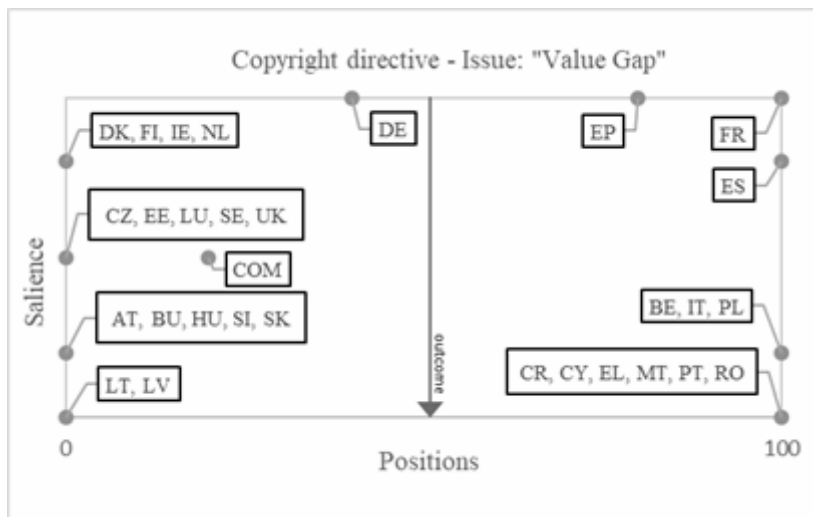 Copyright directive - Issue: "Value Gap"
DK, FI, IE, NL
DE
EP
FR
ES
CZ, EE, LU, SE, UK
COM
Salience
BE, IT, PL
AT, BU, HU, SI, SK
outcome
CR, CY, EL, MT, PT, RO
LT, LV
0
Positions
100